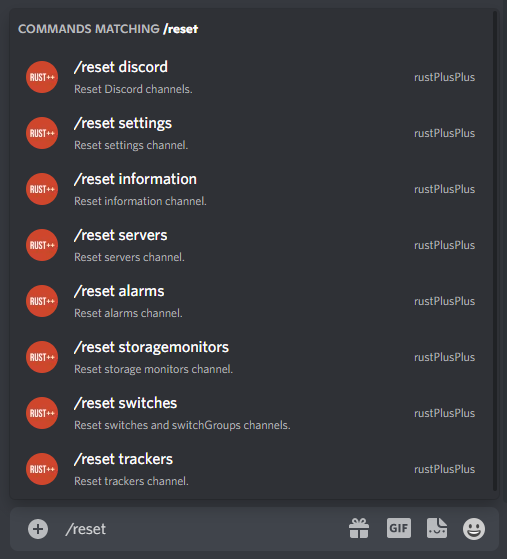 COMMANDS MATCHING /reset
RUST++ /reset discord rustPlusPlus
Reset Discord channels.
RUST++ /reset settings rustPlusPlus
Reset settings channel.
RUST++ /reset information rustPlusPlus
Reset information channel.
RUST++ /reset servers rustPlusPlus
Reset servers channel.
RUST++ /reset alarms rustPlusPlus
Reset alarms channel.
RUST++ /reset storagemonitors rustPlusPlus
Reset storage monitors channel.
RUST++ /reset switches rustPlusPlus
Reset switches and switchGroups channels.
RUST++ /reset trackers rustPlusPlus
Reset trackers channel.
/reset GIF